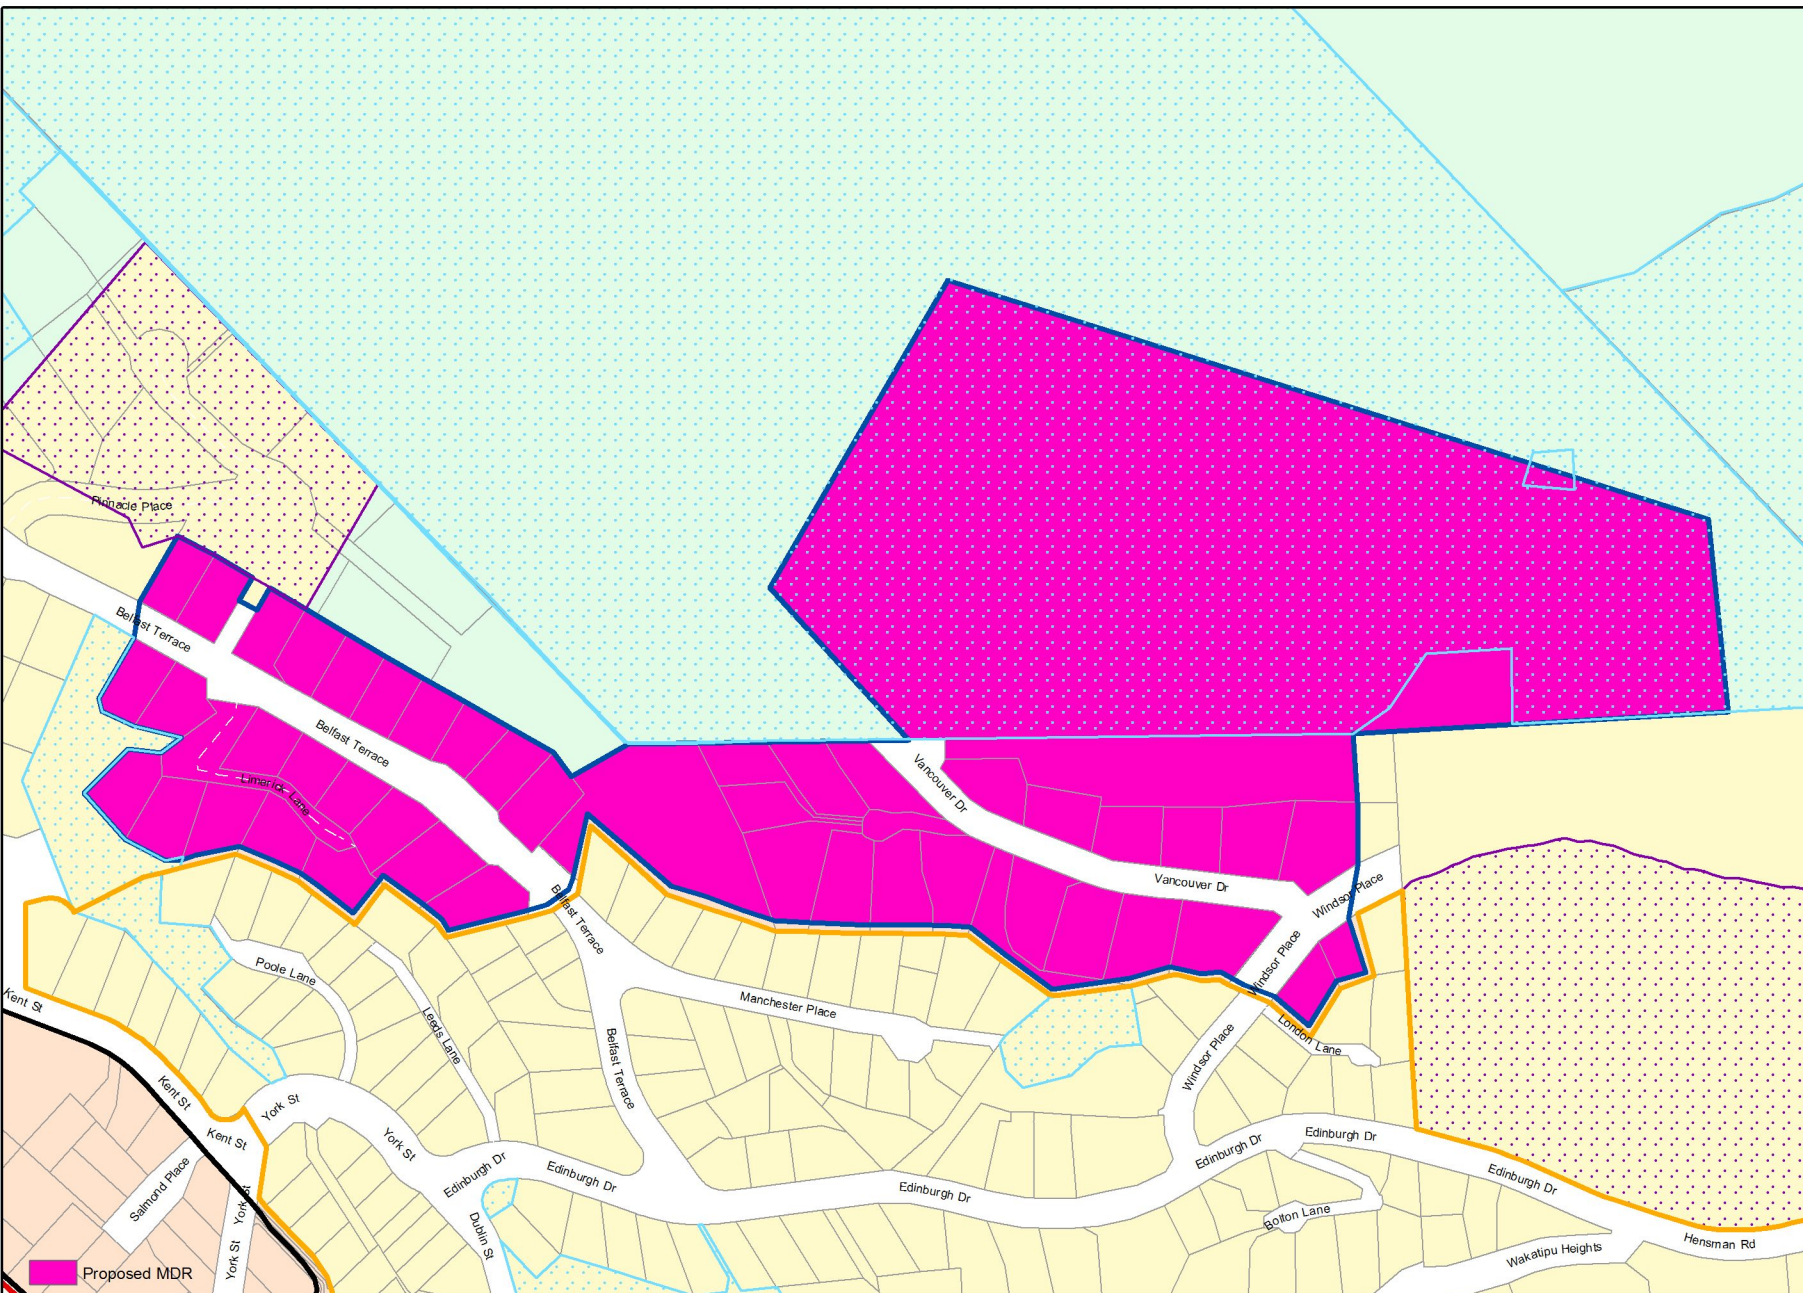 Pinnacle Place
Belfast Terrace
Belfast Terrace
Limerick Lane
Vancouver Dr
Vancouver Dr
Windsor Place
Belfast Terrace
Windsor Place
Poole Lane
Kent St
Manchester Place
Leeds Lane
London Lane
Windsor Place
Belfast Terrace
Kent St
York St
Kent St
York St
Edinburgh Dr
Edinburgh Dr
Edinburgh Dr
Edinburgh Dr
Edinburgh Dr
Edinburgh Dr
Salmond Place
York St
York St
Dublin St
Bolton Lane
Wakatipu Heights
Hensman Rd
Proposed MDR